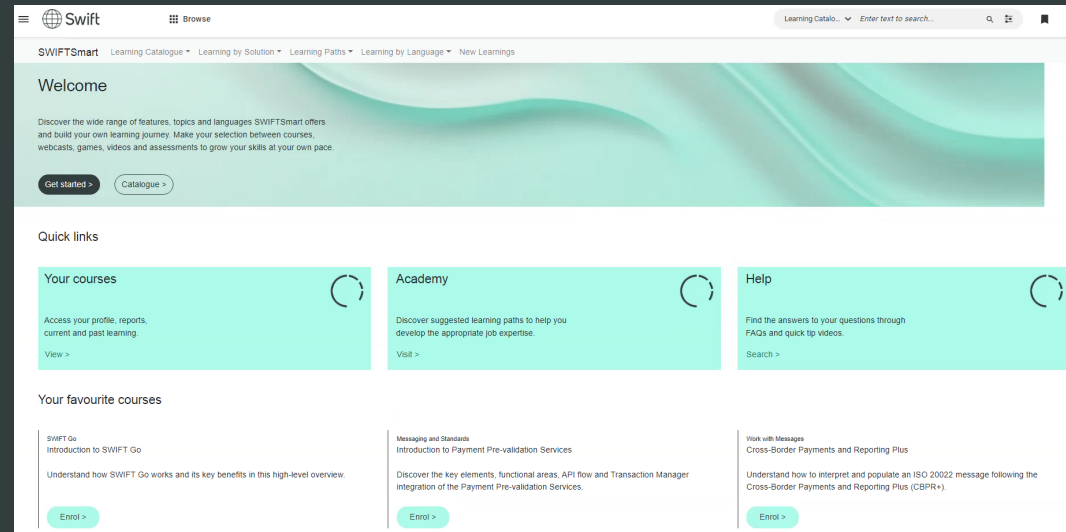 Swift
Browse
Learning Catalo...
Enter text to search...
SWIFTSmart
Learning Catalogue
Learning by Solution
Learning Paths
Learning by Language
New Learnings
Welcome
Discover the wide range of features, topics and languages SWIFTSmart offers
and build your own learning journey. Make your selection between courses,
webcasts, games, videos and assessments to grow your skills at your own pace.
Get started >
Catalogue >
Quick links
Your courses
Access your profile, reports,
current and past learning.
View >
Academy
Discover suggested learning paths to help you
develop the appropriate job expertise.
Visit >
Help
Find the answers to your questions through
FAQs and quick tip videos.
Search >
Your favourite courses
SWIFT Go
Introduction to SWIFT Go
Understand how SWIFT Go works and its key benefits in this high-level overview.
Enrol >
Messaging and Standards
Introduction to Payment Pre-validation Services
Discover the key elements, functional areas, API flow and Transaction Manager
integration of the Payment Pre-validation Services.
Enrol >
Work with Messages
Cross-Border Payments and Reporting Plus
Understand how to interpret and populate an ISO 20022 message following the
Cross-Border Payments and Reporting Plus (CBPR+).
Enrol >